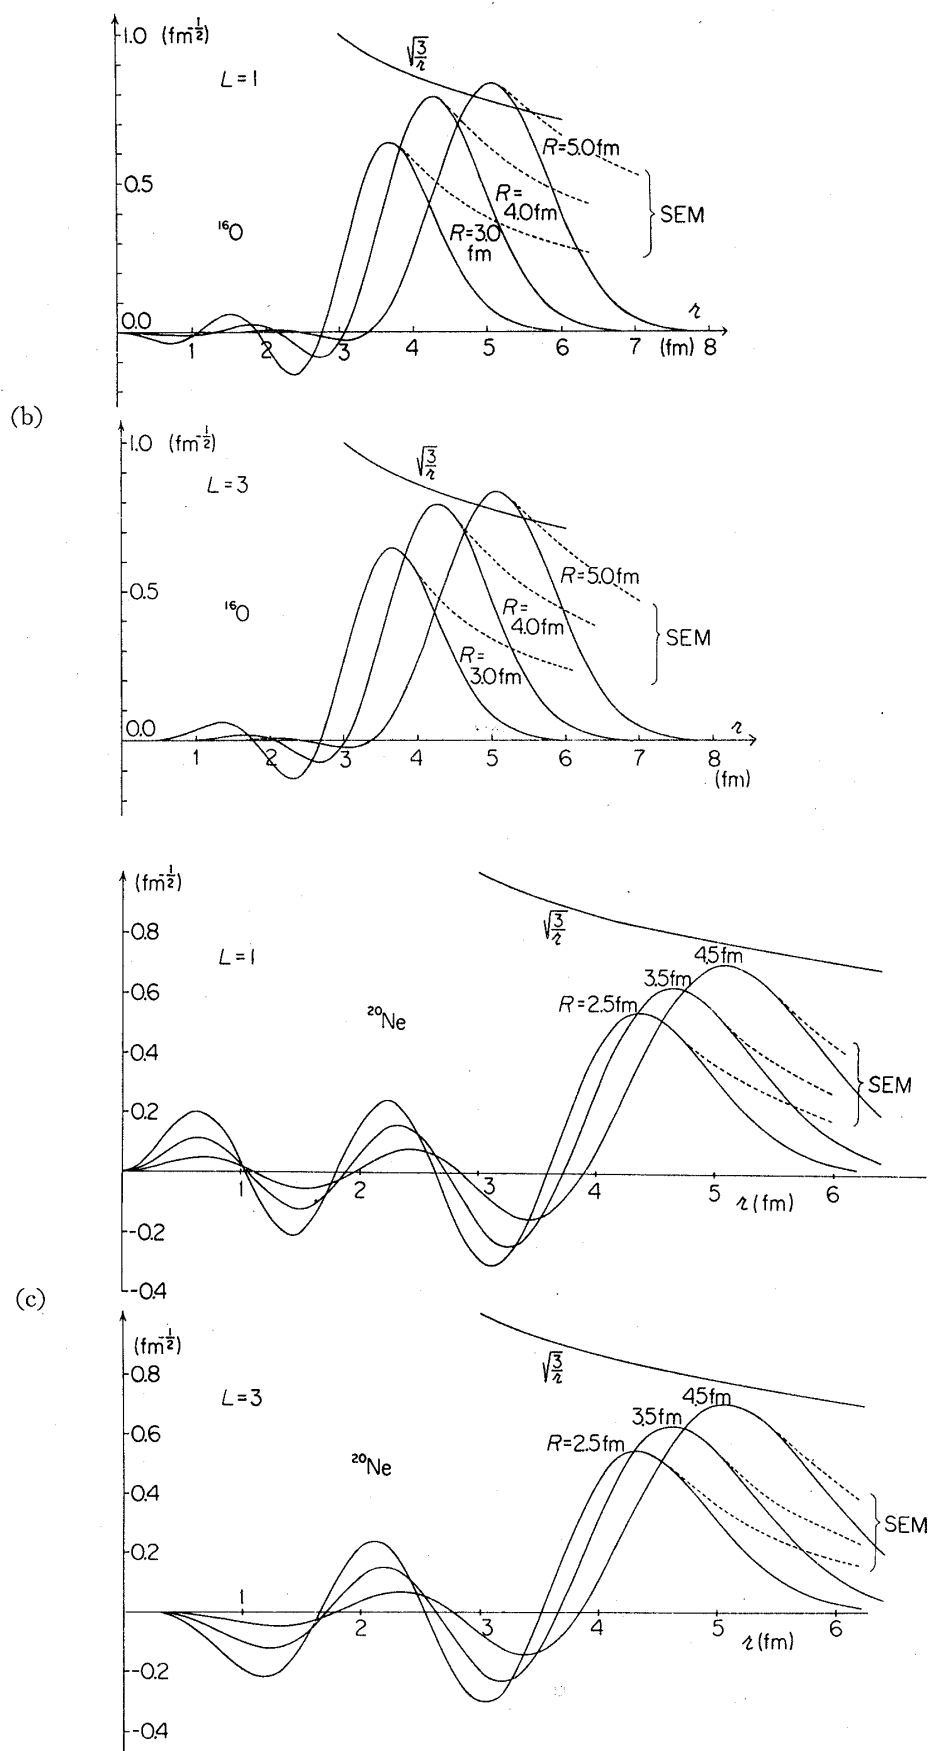 (b)
1.0 (fm^-1/2)
L=1
√3/r
R=5.0fm
0.5
R=
4.0fm
SEM
16O
R=3.0
fm
0.0
r
1 2 3 4 5 6 7 (fm) 8
1.0 (fm^-1/2)
√3/r
L=3
R=5.0fm
0.5
16O
R=
4.0fm
SEM
R=
3.0fm
0.0
r
1 2 3 4 5 6 7 8
(fm)
(c)
(fm^-1/2)
√3/r
0.8
L=1
4.5fm
3.5fm
R=2.5fm
0.6
20Ne
0.4
SEM
0.2
1 2 3 4 5 6
r (fm)
-0.2
-0.4
(fm^-1/2)
√3/r
0.8
L=3
4.5fm
3.5fm
R=2.5fm
0.6
20Ne
0.4
SEM
0.2
1 2 3 4 5 6
r (fm)
-0.2
-0.4